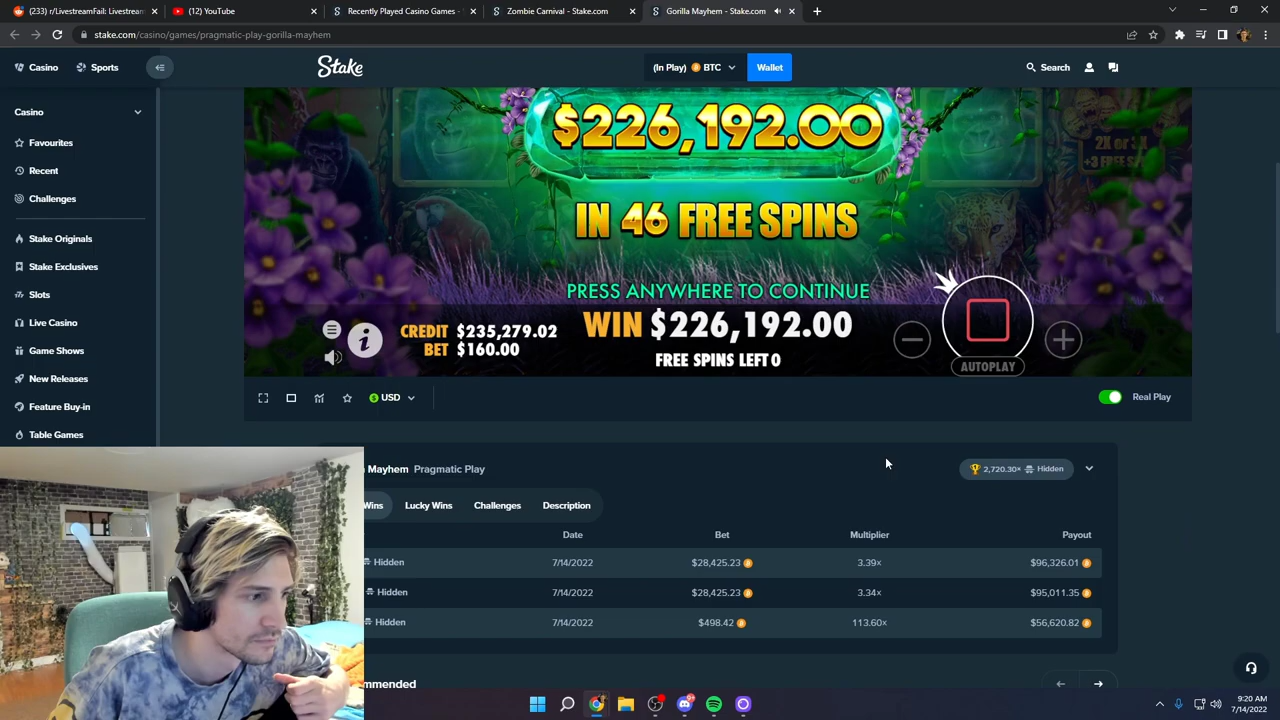 (233) r/LivestreamFail: Livestream
(12) YouTube
Recently Played Casino Games -
Zombie Carnival - Stake.com
Gorilla Mayhem - Stake.com
stake.com/casino/games/pragmatic-play-gorilla-mayhem
Casino
Sports
Stake
(In Play) BTC
Wallet
Search
Casino
Favourites
Recent
Challenges
Stake Originals
Stake Exclusives
Slots
Live Casino
Game Shows
New Releases
Feature Buy-in
Table Games
$226,192.00
IN 46 FREE SPINS
PRESS ANYWHERE TO CONTINUE
CREDIT $235,279.02
BET $160.00
WIN $226,192.00
FREE SPINS LEFT 0
AUTOPLAY
USD
Real Play
Mayhem Pragmatic Play
2,720.30× Hidden
Wins Lucky Wins Challenges Description
Date Bet Multiplier Payout
Hidden 7/14/2022 $28,425.23 3.39× $96,326.01
Hidden 7/14/2022 $28,425.23 3.34× $95,011.35
Hidden 7/14/2022 $498.42 113.60× $56,620.82
mmended
9:20 AM
7/14/2022